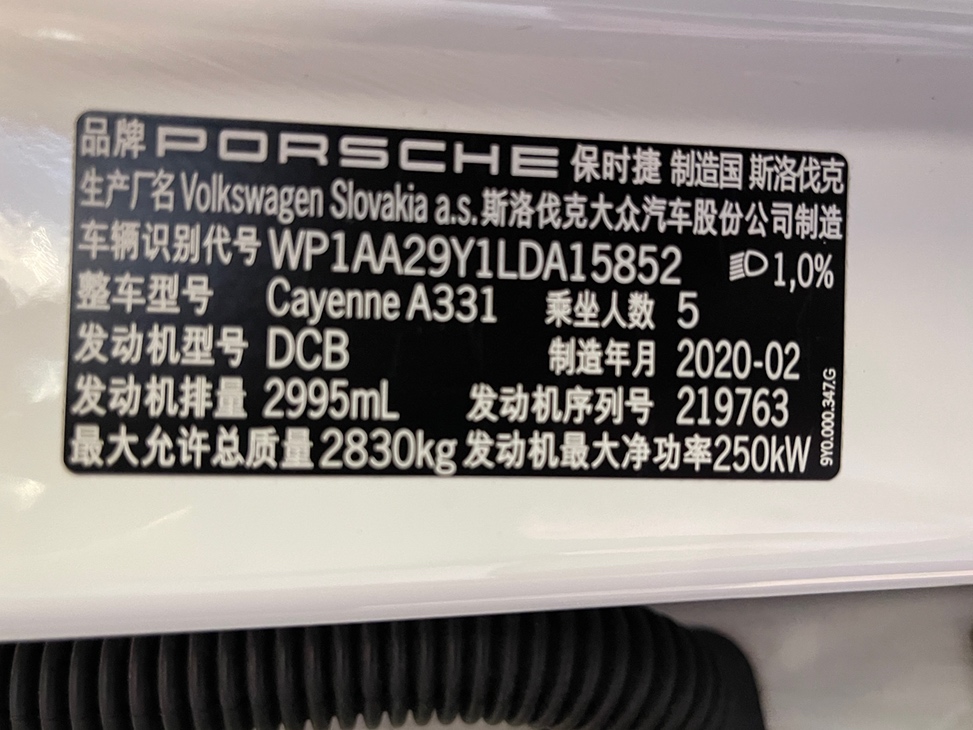 品牌 PORSCHE 保时捷 制造国 斯洛伐克
生产厂名 Volkswagen Slovakia a.s. 斯洛伐克大众汽车股份公司制造
车辆识别代号 WP1AA29Y1LDA15852 1,0%
整车型号 Cayenne A331 乘坐人数 5
发动机型号 DCB 制造年月 2020-02
发动机排量 2995mL 发动机序列号 219763
最大允许总质量 2830kg 发动机最大净功率 250kW
9Y0.000.347.G